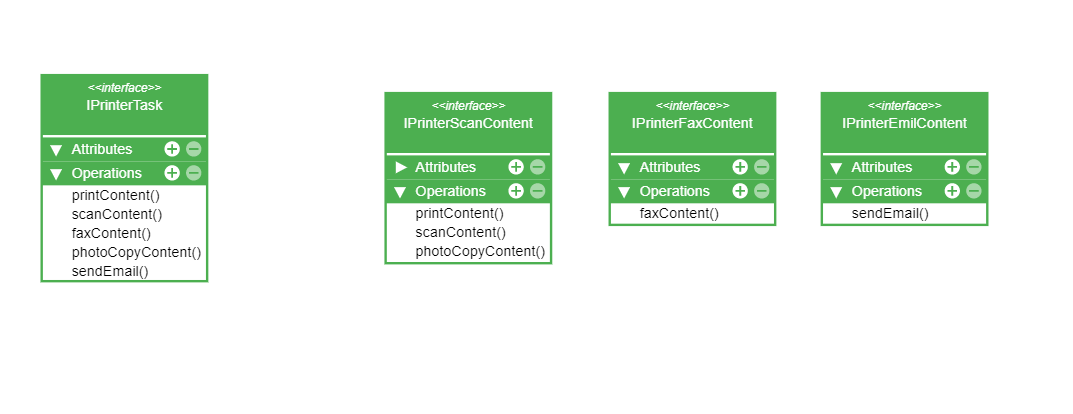 <<interface>>
IPrinterTask
Attributes
Operations
printContent()
scanContent()
faxContent()
photoCopyContent()
sendEmail()
<<interface>>
IPrinterScanContent
Attributes
Operations
printContent()
scanContent()
photoCopyContent()
<<interface>>
IPrinterFaxContent
Attributes
Operations
faxContent()
<<interface>>
IPrinterEmilContent
Attributes
Operations
sendEmail()